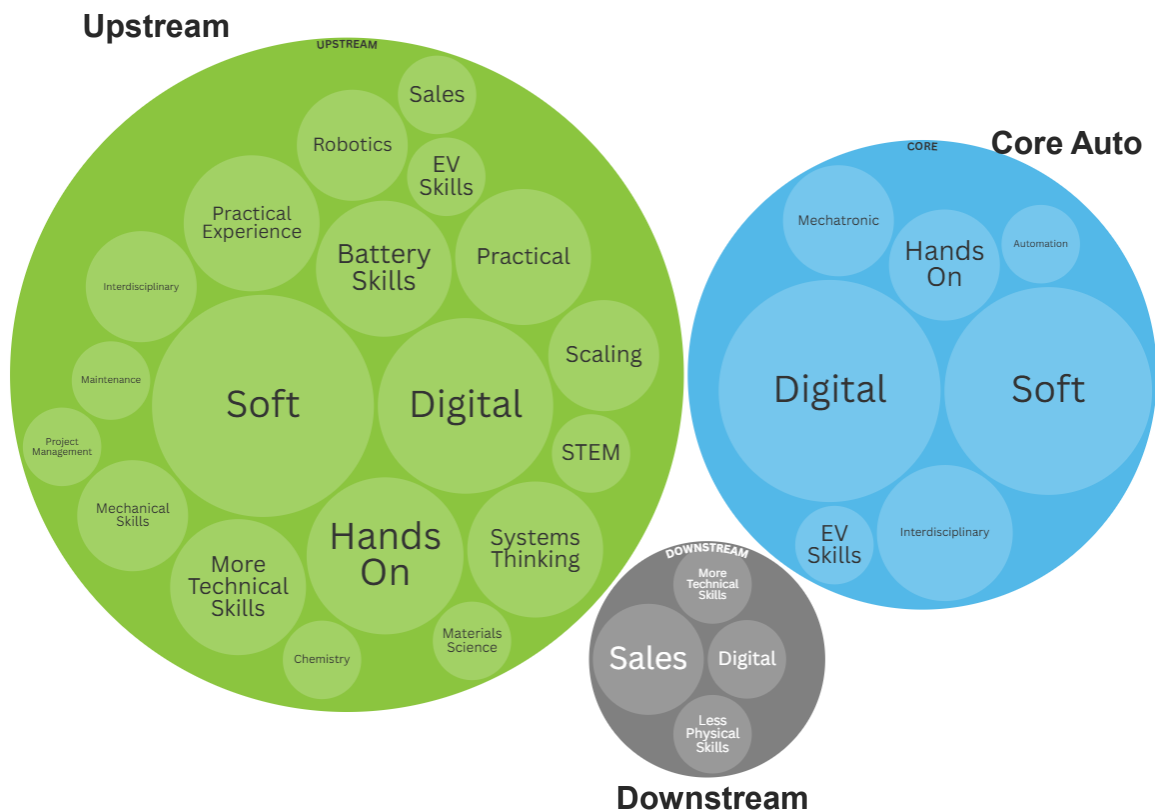 Upstream
UPSTREAM
Sales
Robotics
EV
Skills
Practical
Experience
Battery
Skills
Practical
Interdisciplinary
Scaling
Maintenance
Soft
Digital
Project
Management
STEM
Mechanical
Skills
Hands
On
Systems
Thinking
More
Technical
Skills
Materials
Science
Chemistry
Core Auto
CORE
Mechatronic
Hands
On
Automation
Digital
Soft
EV
Skills
Interdisciplinary
DOWNSTREAM
More
Technical
Skills
Sales
Digital
Less
Physical
Skills
Downstream